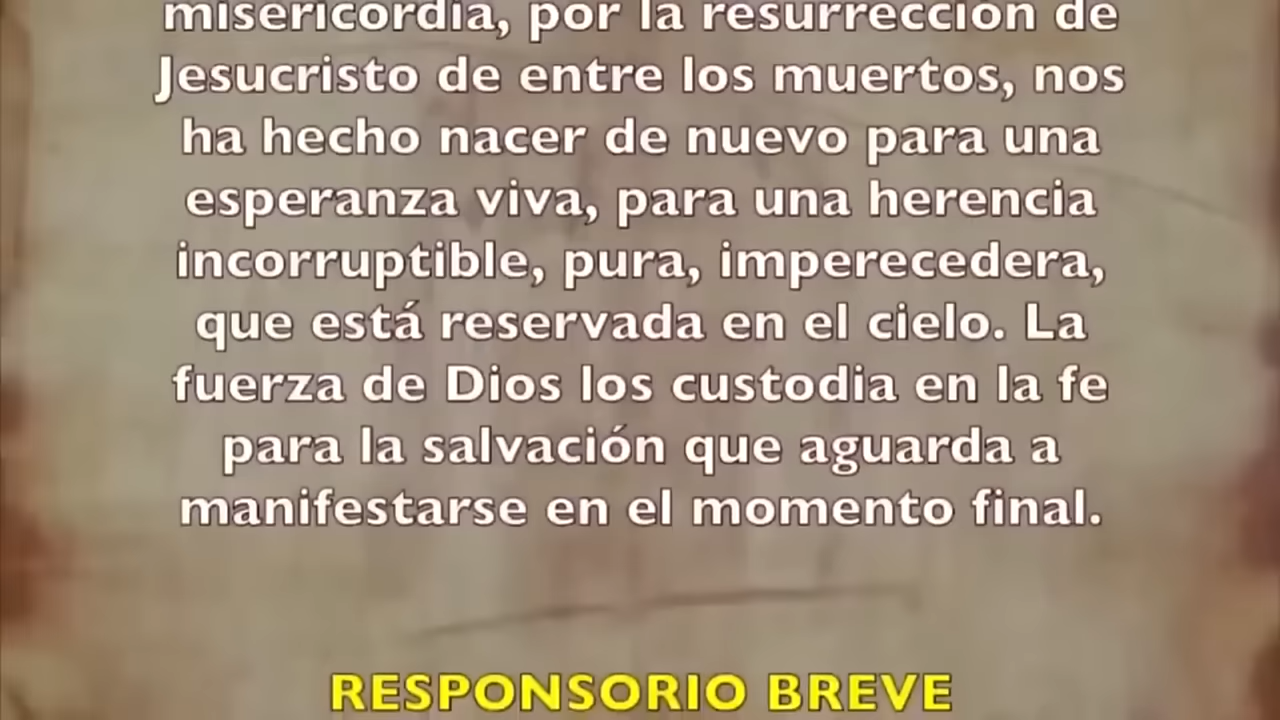 misericordia, por la resurrección de
Jesucristo de entre los muertos, nos
ha hecho nacer de nuevo para una
esperanza viva, para una herencia
incorruptible, pura, imperecedera,
que está reservada en el cielo. La
fuerza de Dios los custodia en la fe
para la salvación que aguarda a
manifestarse en el momento final.
RESPONSORIO BREVE